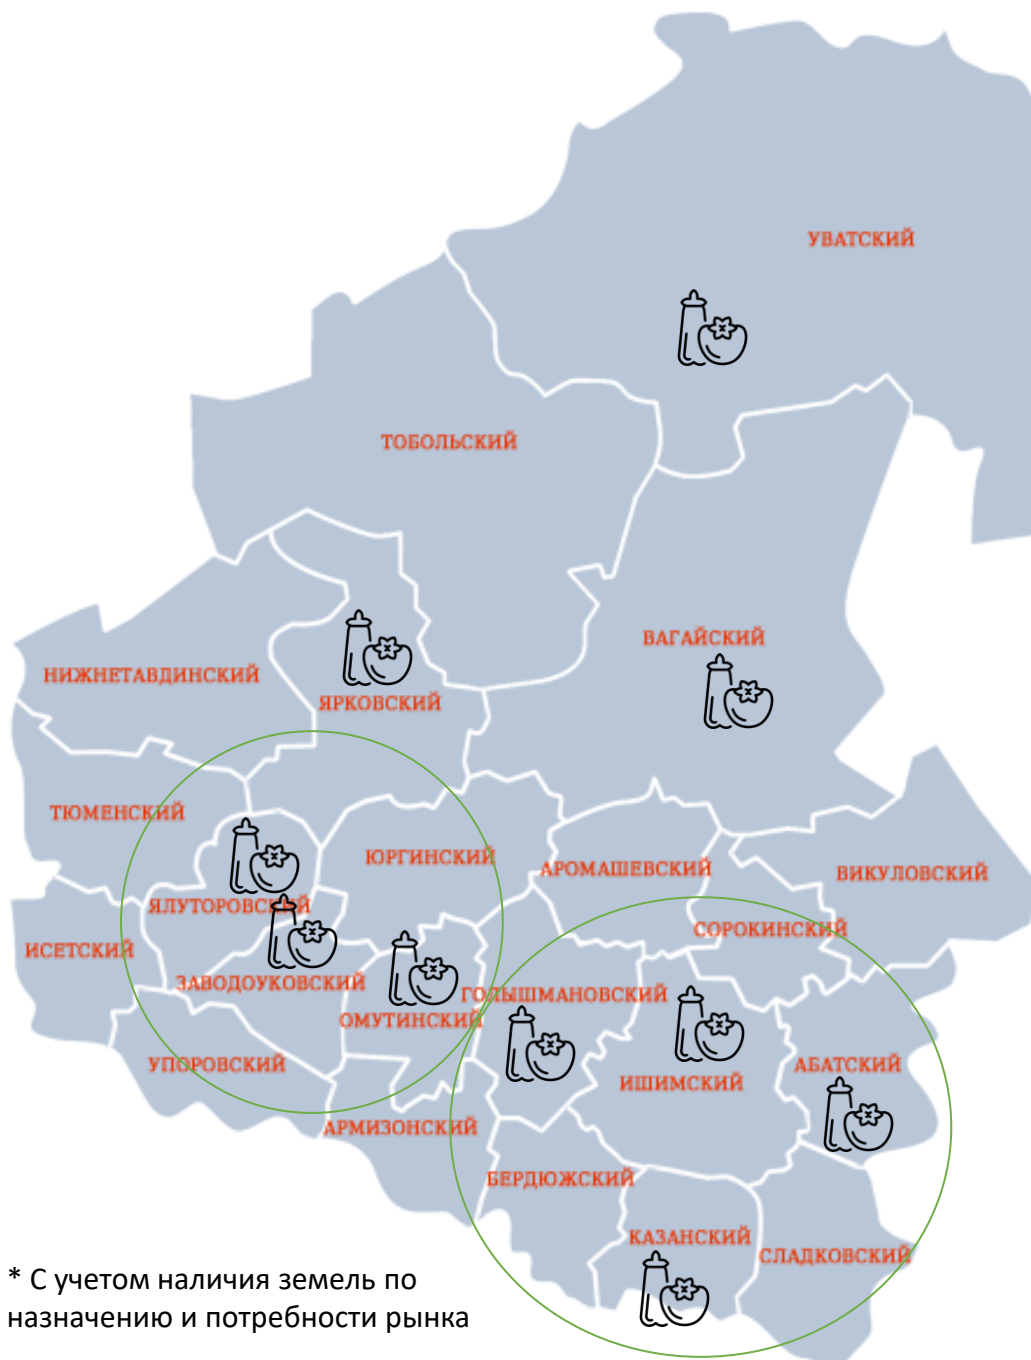 УВАТСКИЙ
ТОБОЛЬСКИЙ
ВАГАЙСКИЙ
НИЖНЕТАВДИНСКИЙ
ЯРКОВСКИЙ
ТЮМЕНСКИЙ
ЮРГИНСКИЙ
АРОМАШЕВСКИЙ
ВИКУЛОВСКИЙ
ЯЛУТОРОВСКИЙ
СОРОКИНСКИЙ
ИСЕТСКИЙ
ЗАВОДОУКОВСКИЙ
ГОЛЫШМАНОВСКИЙ
ОМУТИНСКИЙ
УПОРОВСКИЙ
АБАТСКИЙ
ИШИМСКИЙ
АРМИЗОНСКИЙ
БЕРДЮЖСКИЙ
КАЗАНСКИЙ
СЛАДКОВСКИЙ
* С учетом наличия земель по
назначению и потребности рынка